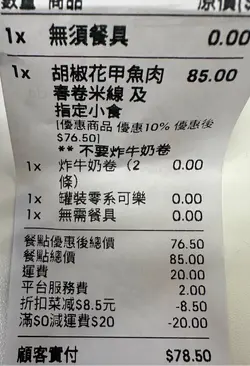 數量 商品 原價($
1x 無須餐具 0.00
1x 胡椒花甲魚肉 85.00
春卷米線 及
指定小食
[優惠商品 優惠10% 優惠後
$76.50]
** 不要炸牛奶卷
1x 炸牛奶卷（2 0.00
條）
1x 罐裝零系可樂 0.00
1x 無需餐具 0.00
餐點優惠後總價 76.50
餐點總價 85.00
運費 20.00
平台服務費 2.00
折扣菜减$8.5元 -8.50
滿$0減運費$20 -20.00
顧客實付 $78.50